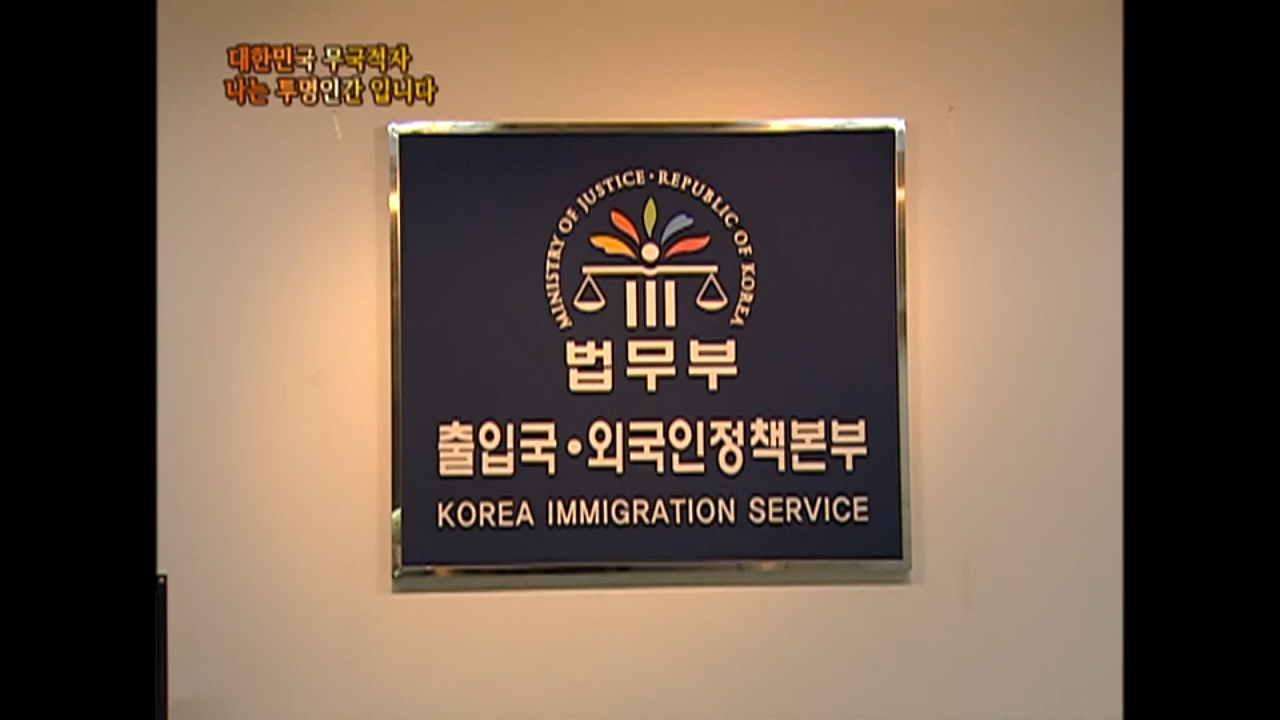 대한민국 무국적자
나는 투명인간 입니다
MINISTRY OF JUSTICE · REPUBLIC OF KOREA
법무부
출입국·외국인정책본부
KOREA IMMIGRATION SERVICE